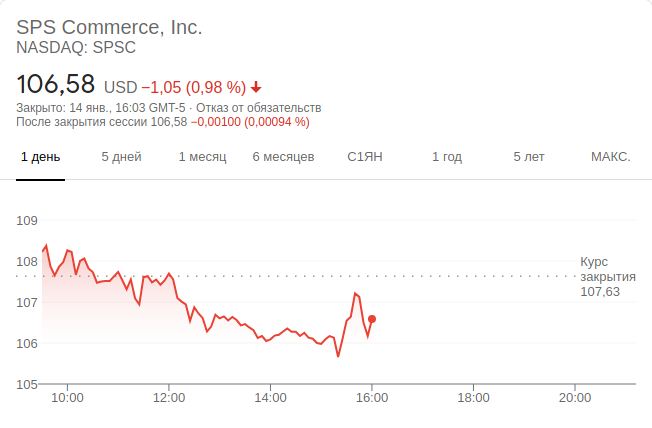 SPS Commerce, Inc.
NASDAQ: SPSC
106,58 USD −1,05 (0,98 %)
Закрыто: 14 янв., 16:03 GMT-5 · Отказ от обязательств
После закрытия сессии 106,58 −0,00100 (0,00094 %)
1 день 5 дней 1 месяц 6 месяцев С1ЯН 1 год 5 лет МАКС.
109
108
107
106
105
Курс
закрытия
107,63
10:00 12:00 14:00 16:00 18:00 20:00